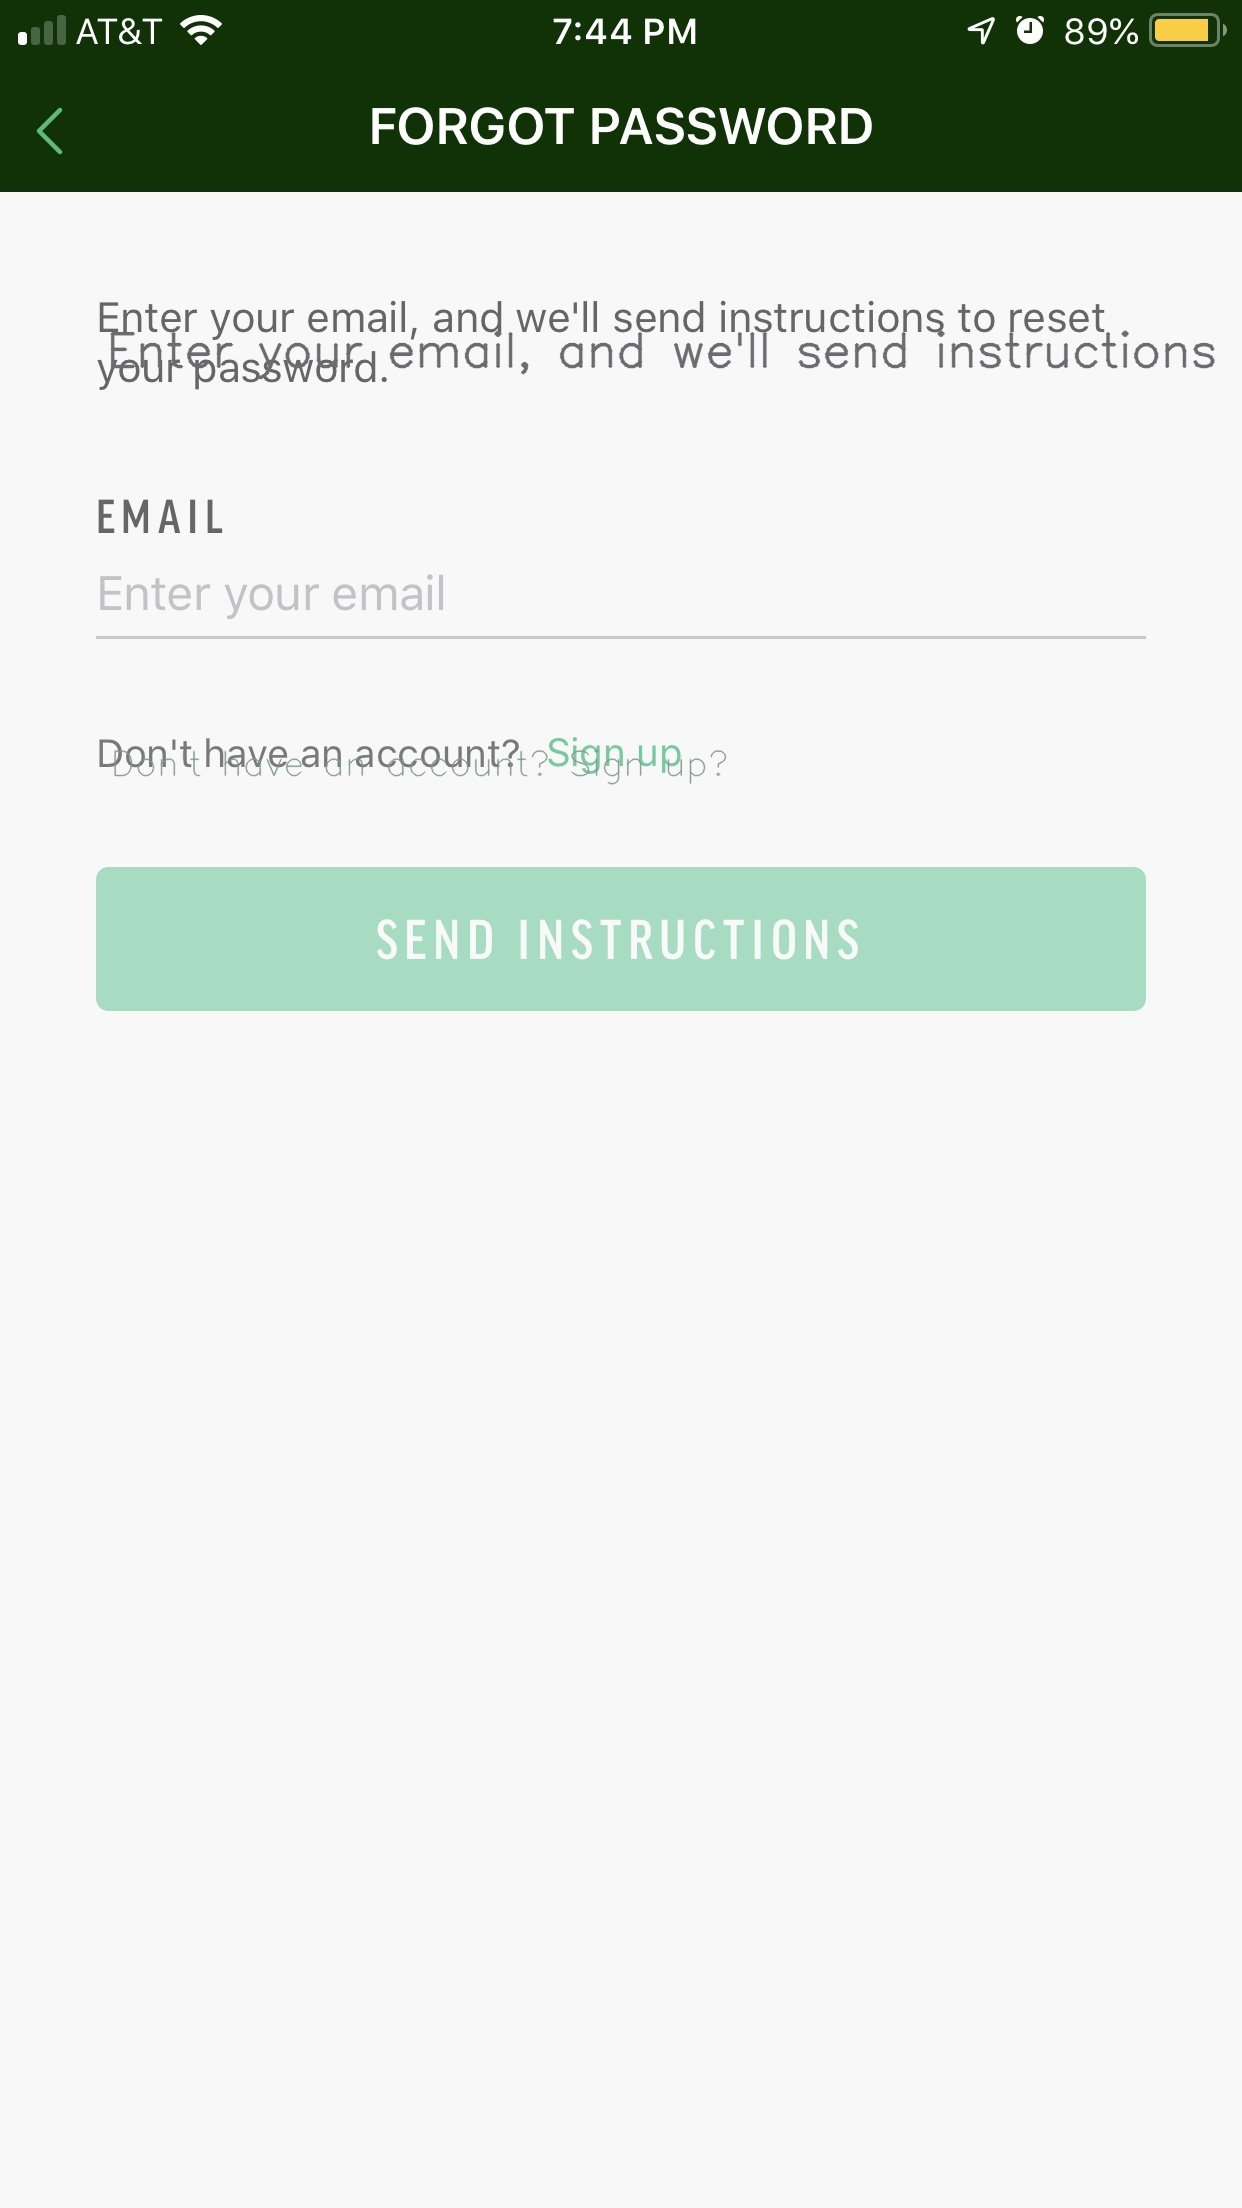 AT&T 7:44 PM 89%
FORGOT PASSWORD
Enter your email, and we'll send instructions to reset
Enter your email, and we'll send instructions
your password.
EMAIL
Enter your email
Don't have an account? Sign up
Don't have an account? Sign up?
SEND INSTRUCTIONS